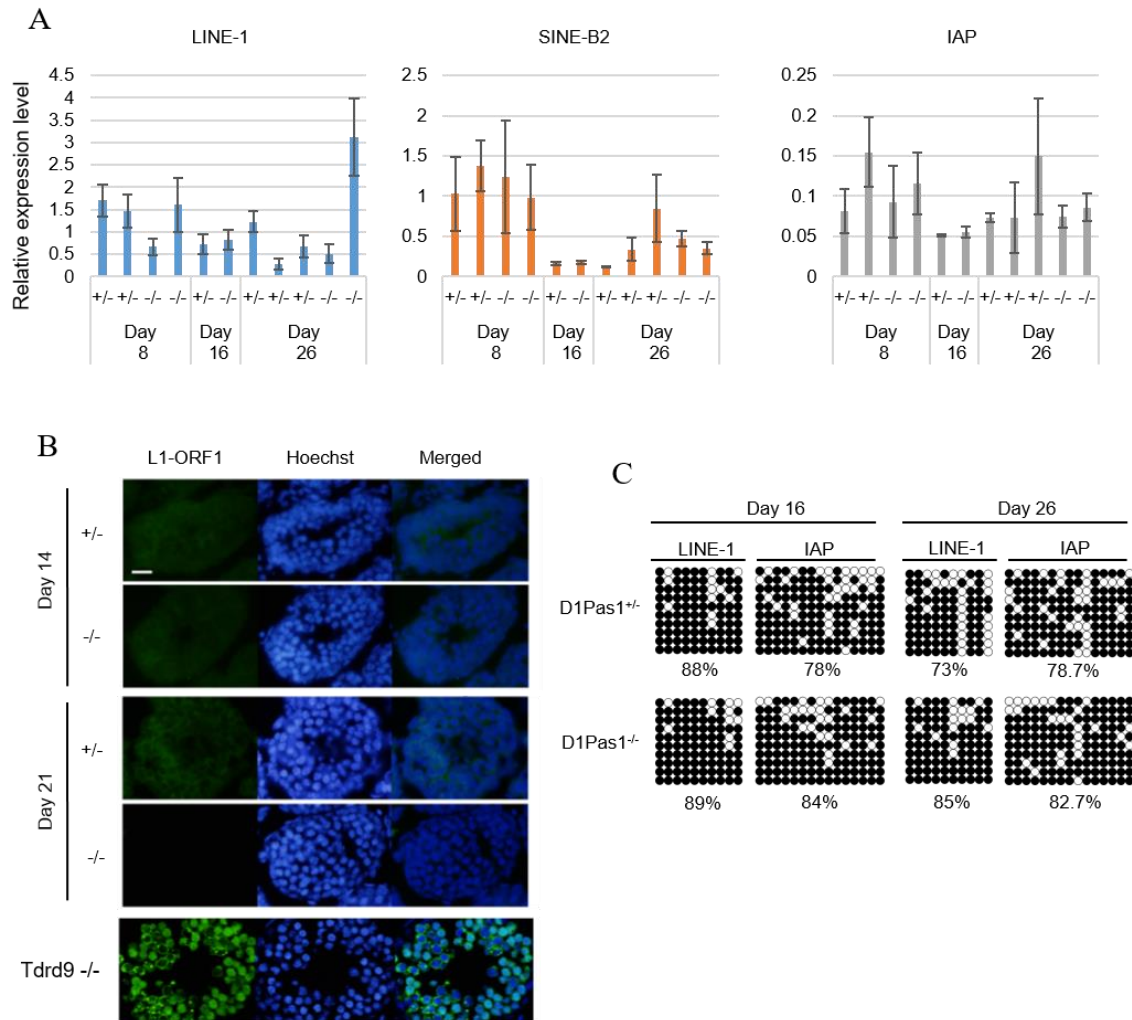 A
LINE-1
SINE-B2
IAP
Relative expression level
4.5
4
3.5
3
2.5
2
1.5
1
0.5
0
+/- +/- -/- -/- +/- -/- +/- +/- +/- -/- -/-
Day 8
Day 16
Day 26
2.5
2
1.5
1
0.5
0
+/- +/- -/- -/- +/- -/- +/- +/- +/- -/- -/-
Day 8
Day 16
Day 26
0.25
0.2
0.15
0.1
0.05
0
+/- +/- -/- -/- +/- -/- +/- +/- +/- -/- -/-
Day 8
Day 16
Day 26
B
L1-ORF1 Hoechst Merged
Day 14
+/-
-/-
Day 21
+/-
-/-
Tdrd9 -/-
C
Day 16 Day 26
LINE-1 IAP LINE-1 IAP
D1Pas1+/-
88% 78% 73% 78.7%
D1Pas1-/-
89% 84% 85% 82.7%